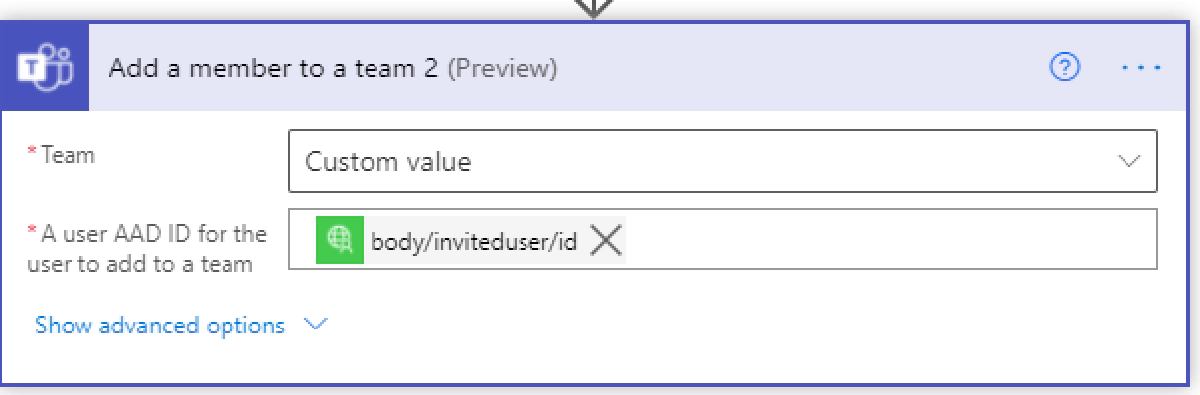 Add a member to a team 2 (Preview)
?
...
* Team
Custom value
* A user AAD ID for the
user to add to a team
body/inviteduser/id
Show advanced options